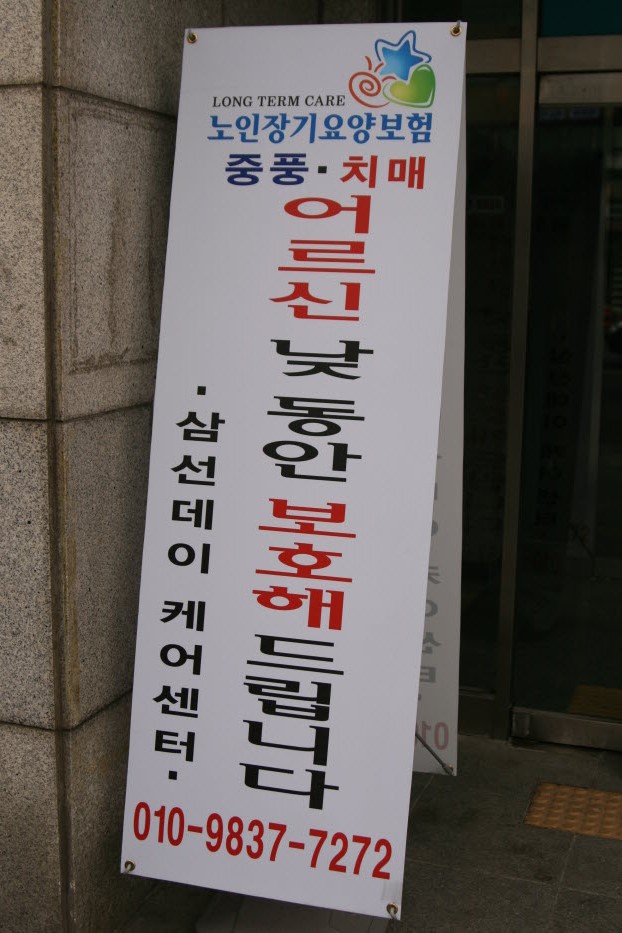 LONG TERM CARE
노인장기요양보험
중풍·치매
어르신 낮 동안 보호해 드립니다
·삼선데이 케어센터·
010-9837-7272